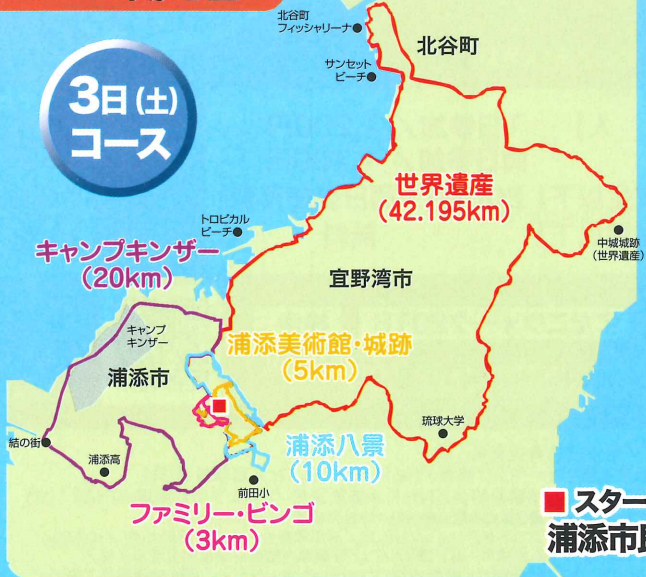 3日(土)
コース
北谷町
フィッシャリーナ
サンセット
ビーチ
北谷町
世界遺産
(42.195km)
中城城跡
(世界遺産)
トロピカル
ビーチ
宜野湾市
キャンプキンザー
(20km)
キャンプ
キンザー
浦添市
浦添美術館・城跡
(5km)
結の街
浦添高
琉球大学
浦添八景
(10km)
前田小
ファミリー・ビンゴ
(3km)
スター
浦添市